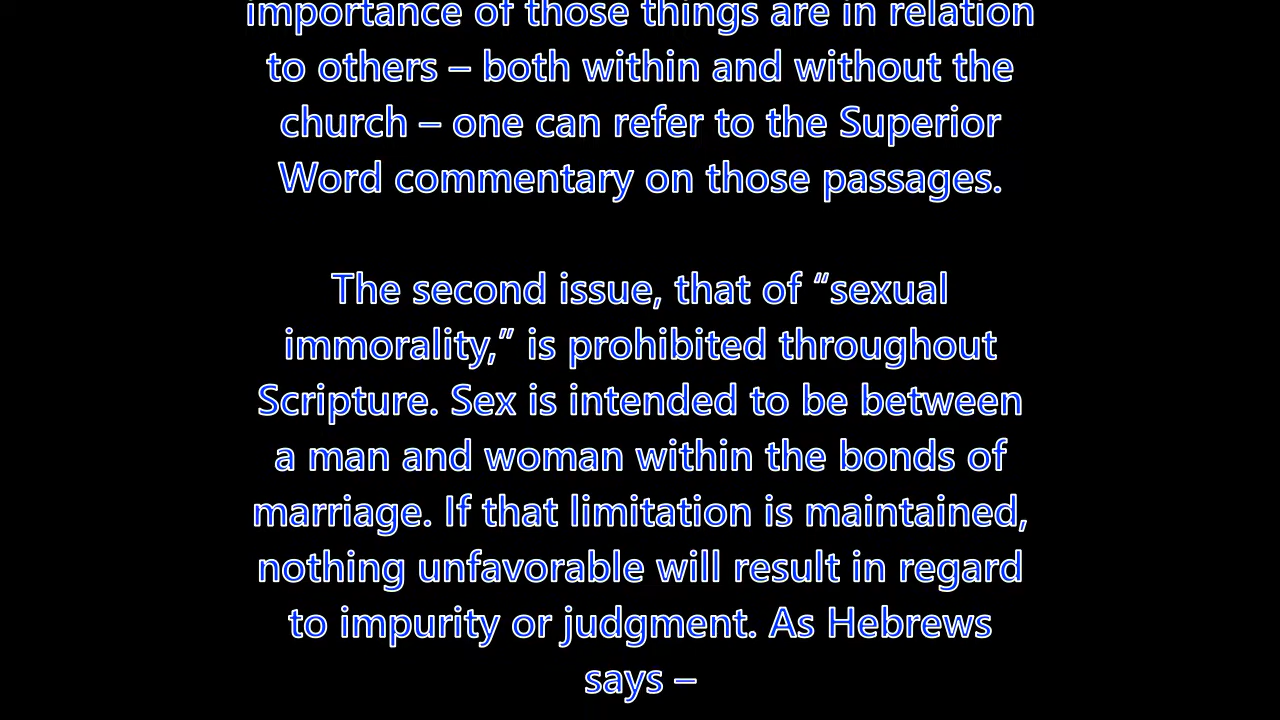 importance of those things are in relation
to others – both within and without the
church – one can refer to the Superior
Word commentary on those passages.
The second issue, that of “sexual
immorality,” is prohibited throughout
Scripture. Sex is intended to be between
a man and woman within the bonds of
marriage. If that limitation is maintained,
nothing unfavorable will result in regard
to impurity or judgment. As Hebrews
says –